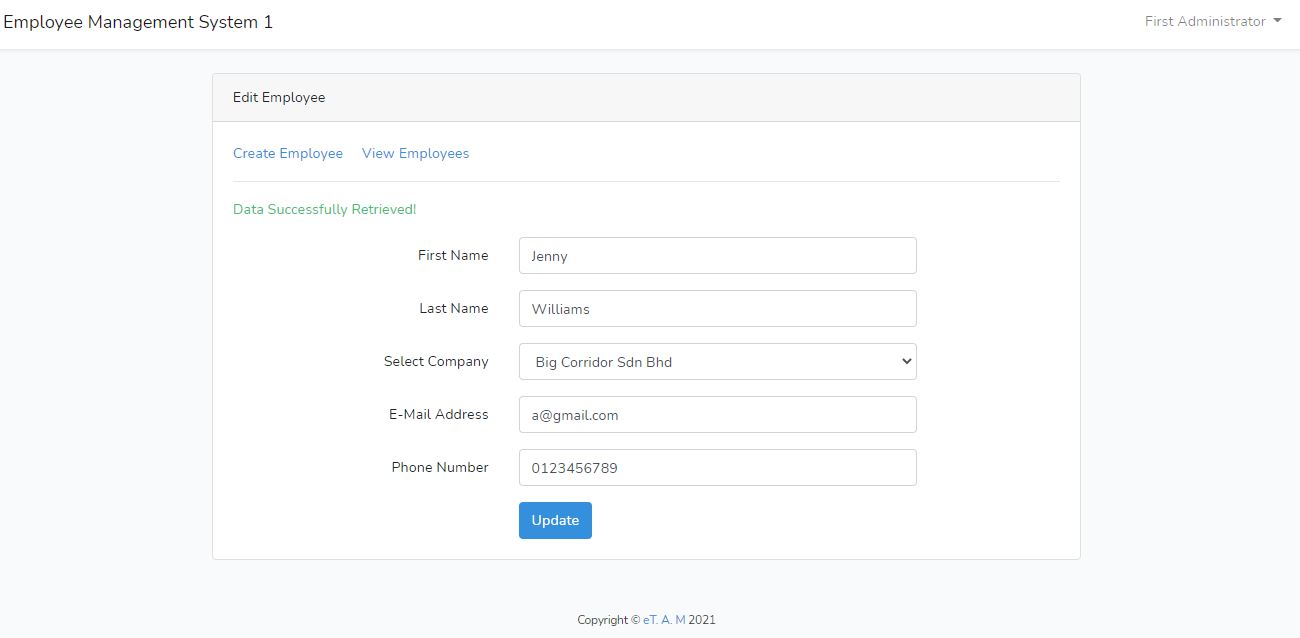 Employee Management System 1
First Administrator
Edit Employee
Create Employee View Employees
Data Successfully Retrieved!
First Name Jenny
Last Name Williams
Select Company Big Corridor Sdn Bhd
E-Mail Address a@gmail.com
Phone Number 0123456789
Update
Copyright © eT. A. M 2021